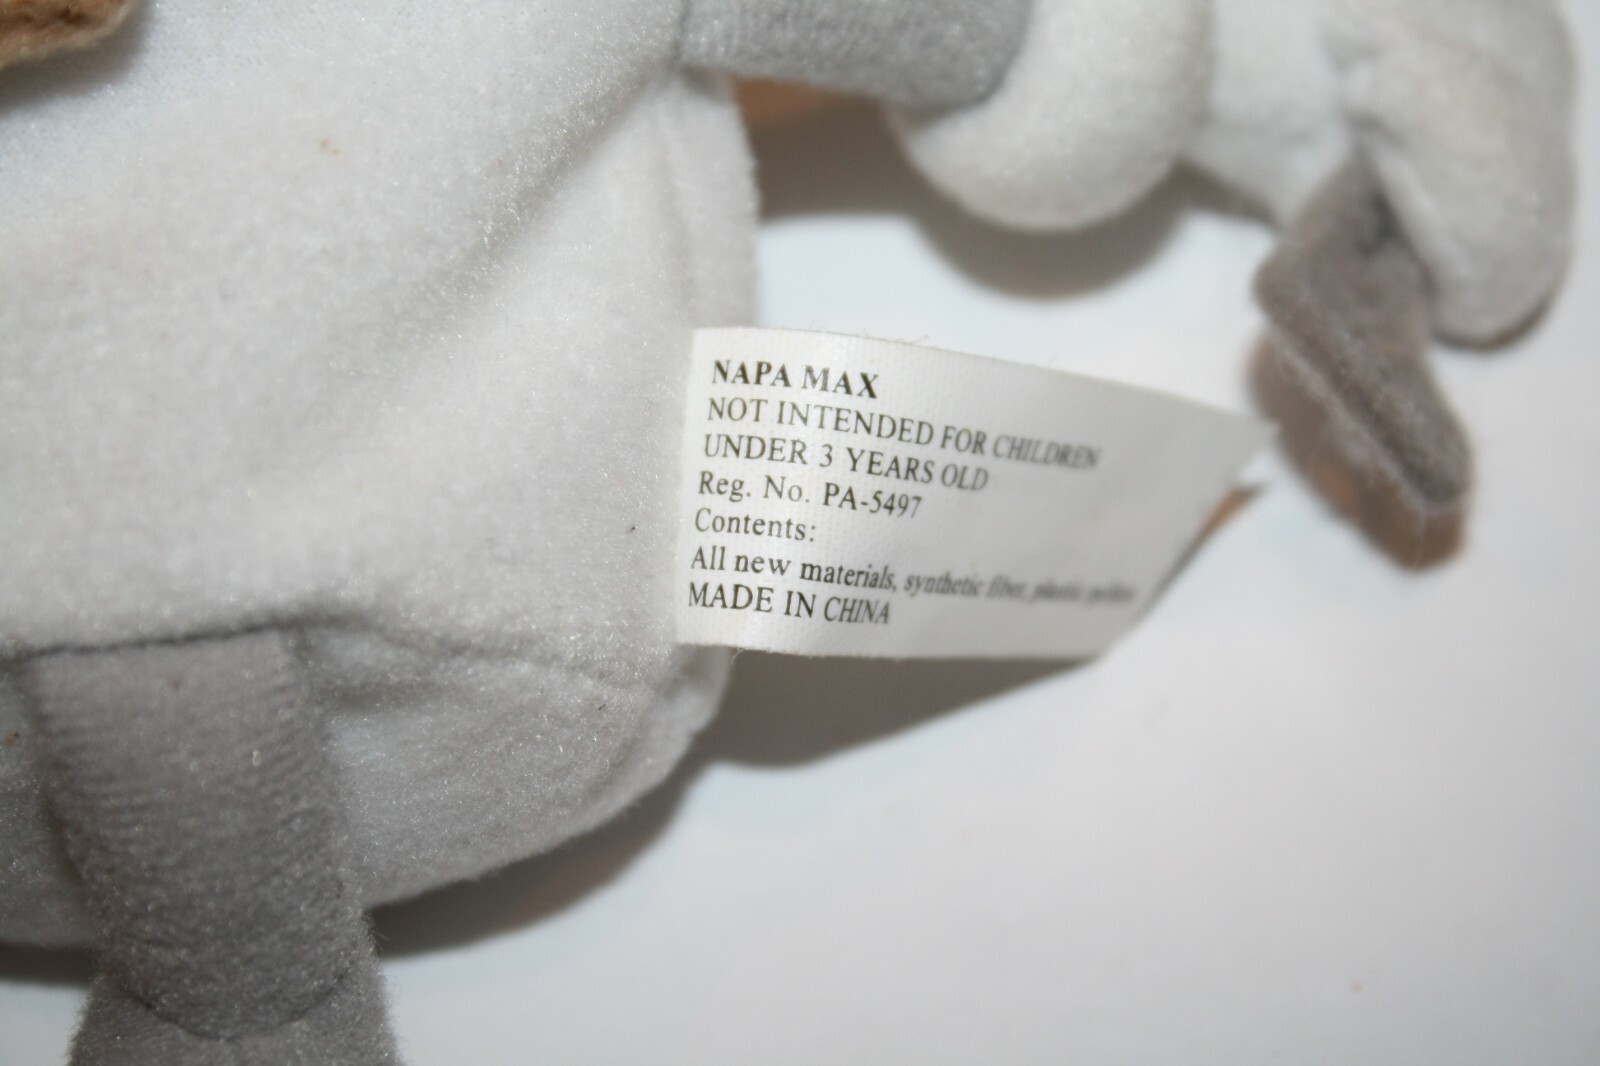 NAPA MAX
NOT INTENDED FOR CHILDREN
UNDER 3 YEARS OLD
Reg. No. PA-5497
Contents:
All new materials, synthetic fiber,
MADE IN CHINA